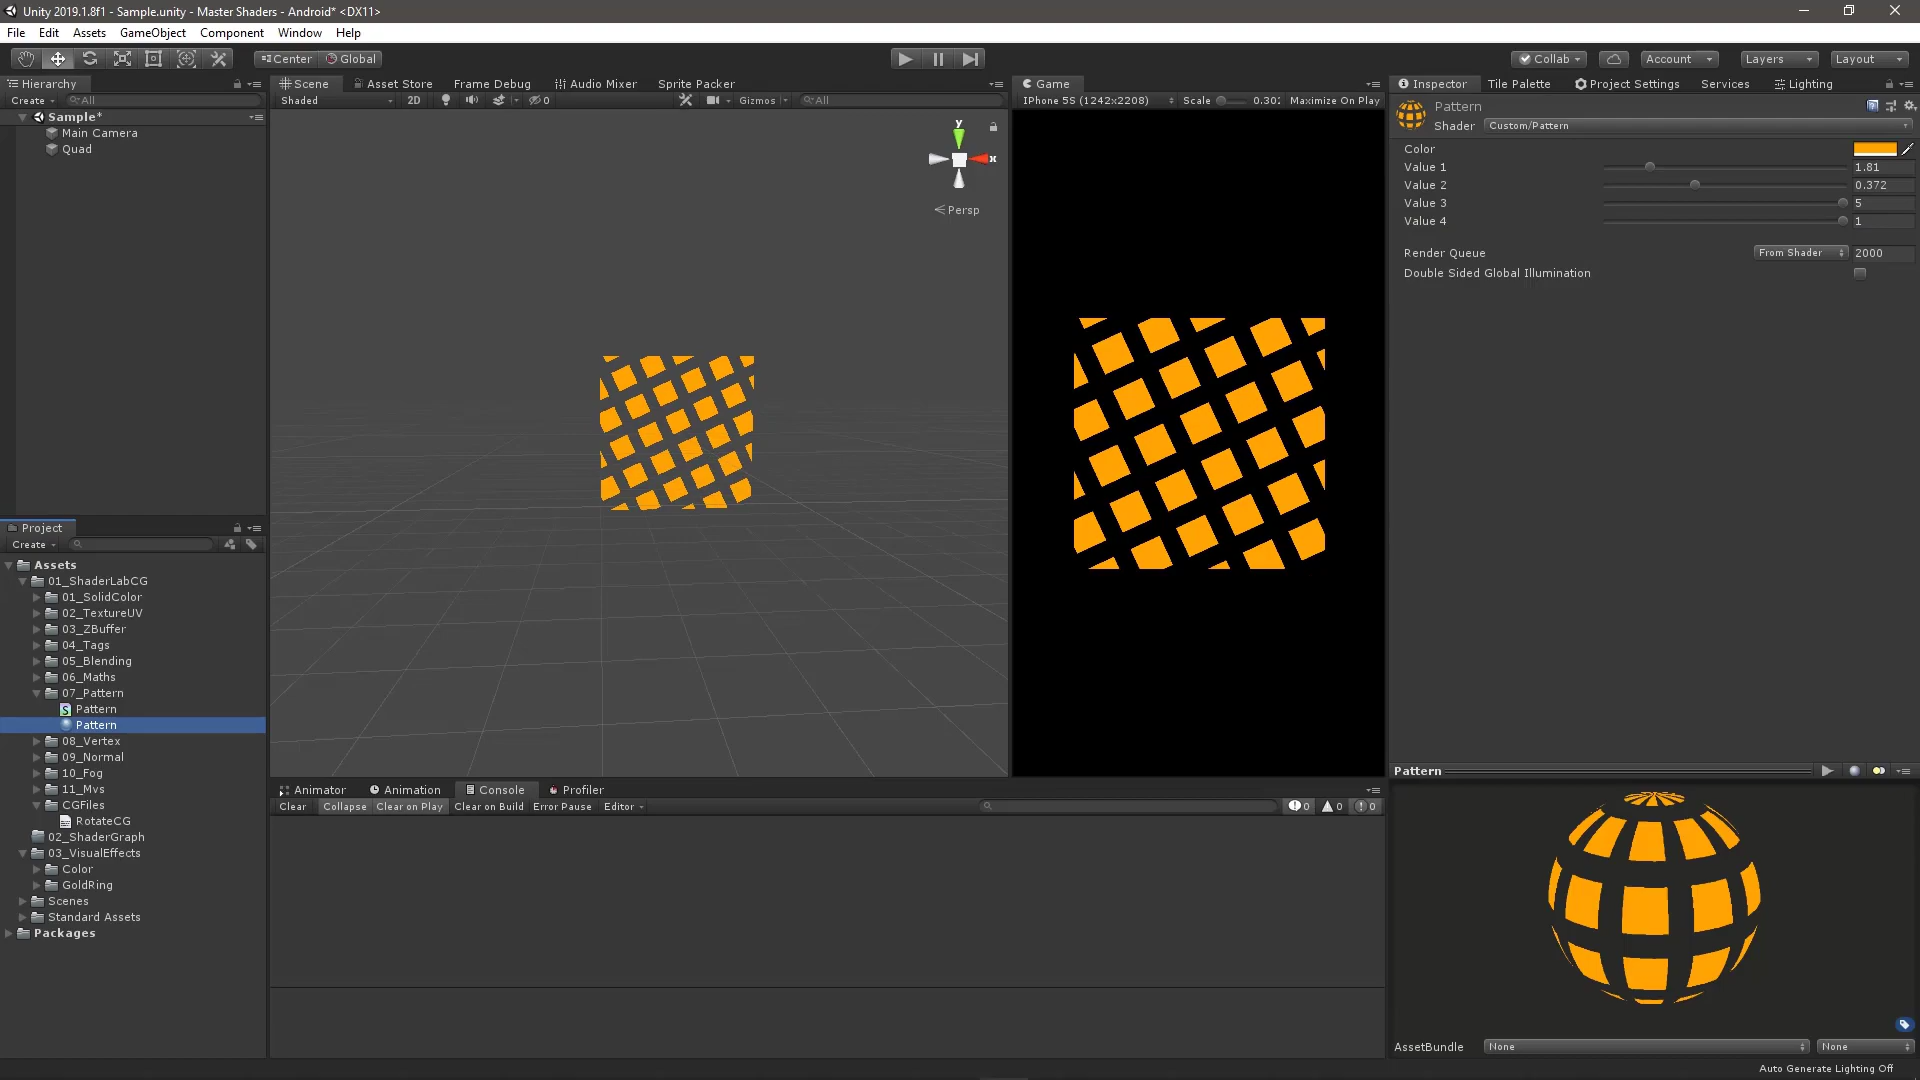 Unity 2019.1.8f1 - Sample.unity - Master Shaders - Android* <DX11>
File Edit Assets GameObject Component Window Help
Center Global Collab Account Layers Layout
Hierarchy
Create All
Sample*
Main Camera
Quad
Scene Asset Store Frame Debug Audio Mixer Sprite Packer
Shaded 2D 0 Gizmos All
y
x
Persp
Game
IPhone 5S (1242x2208) Scale 0.30 Maximize On Play
Inspector Tile Palette Project Settings Services Lighting
Pattern
Shader Custom/Pattern
Color
Value 1 1.81
Value 2 0.372
Value 3 5
Value 4 1
Render Queue From Shader 2000
Double Sided Global Illumination
Project
Create
Assets
01_ShaderLabCG
01_SolidColor
02_TextureUV
03_ZBuffer
04_Tags
05_Blending
06_Maths
07_Pattern
S Pattern
Pattern
08_Vertex
09_Normal
10_Fog
11_Mvs
CGFiles
RotateCG
02_ShaderGraph
03_VisualEffects
Color
GoldRing
Scenes
Standard Assets
Packages
Animator Animation Console Profiler
Clear Collapse Clear on Play Clear on Build Error Pause Editor 0 0 0
Pattern
AssetBundle None None
Auto Generate Lighting Off